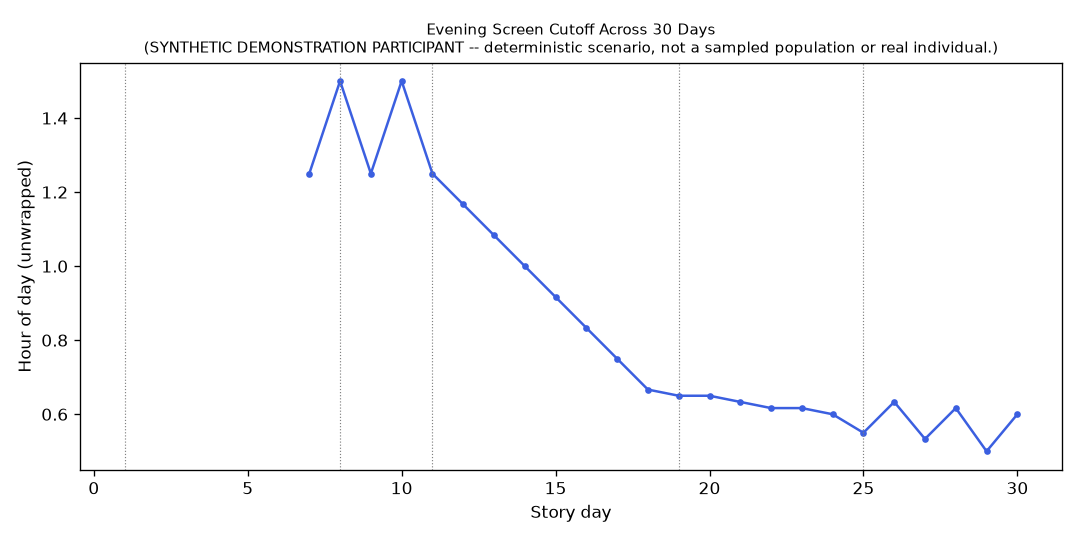 Evening Screen Cutoff Across 30 Days
(SYNTHETIC DEMONSTRATION PARTICIPANT -- deterministic scenario, not a sampled population or real individual.)
Hour of day (unwrapped)
1.4
1.2
1.0
0.8
0.6
0 5 10 15 20 25 30
Story day